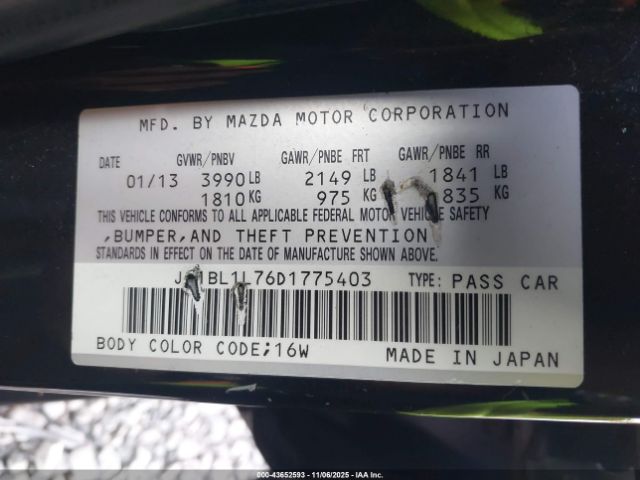 MFD. BY MAZDA MOTOR CORPORATION
DATE GVWR/PNBV GAWR/PNBE FRT GAWR/PNBE RR
01/13 3990 LB 2149 LB 1841 LB
1810 KG 975 KG 835 KG
THIS VEHICLE CONFORMS TO ALL APPLICABLE FEDERAL MOTOR VEHICLE SAFETY
,BUMPER,AND THEFT PREVENTION
STANDARDS IN EFFECT ON THE DATE OF MANUFACTURE SHOWN ABOVE.
TYPE: PASS CAR
BODY COLOR CODE;16W MADE IN JAPAN
000-43652593 - 11/06/2025 - IAA Inc.